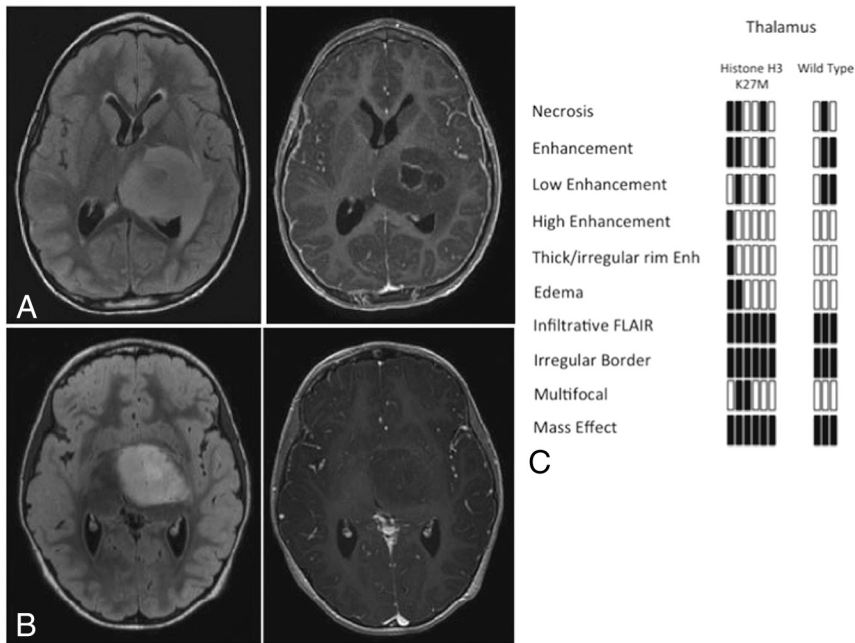 A
B
C
Thalamus
Histone H3 Wild Type
K27M
Necrosis
Enhancement
Low Enhancement
High Enhancement
Thick/irregular rim Enh
Edema
Infiltrative FLAIR
Irregular Border
Multifocal
Mass Effect